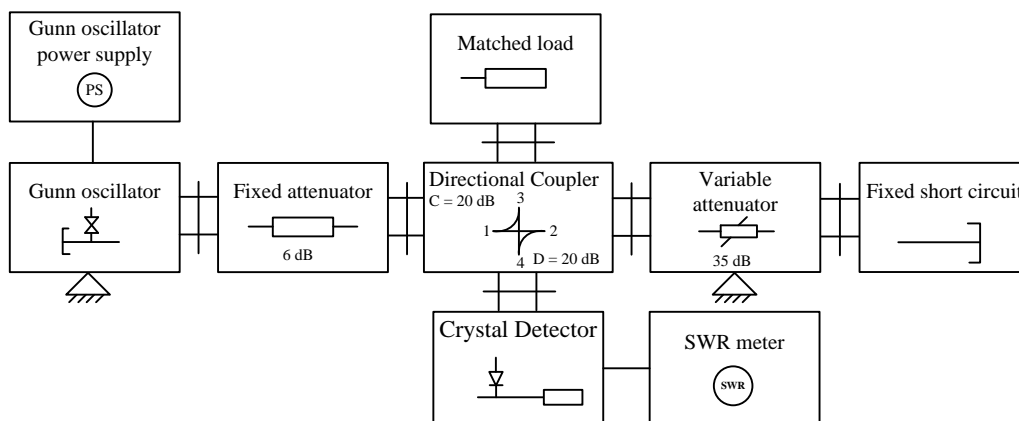 Gunn oscillator
power supply
PS
Matched load
Gunn oscillator
Fixed attenuator
6 dB
Directional Coupler
C = 20 dB
3
1
2
4
D = 20 dB
Variable
attenuator
35 dB
Fixed short circuit
Crystal Detector
SWR meter
SWR